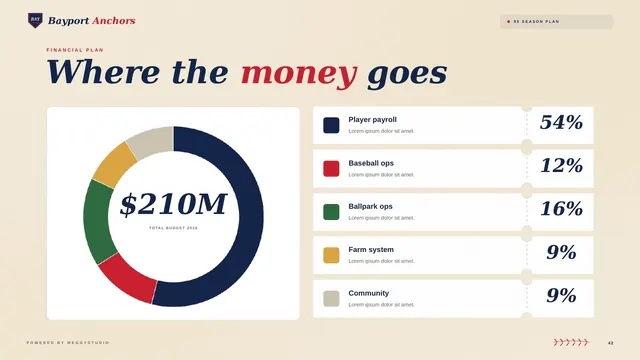 BAY
Bayport Anchors
05 SEASON PLAN
FINANCIAL PLAN
Where the money goes
$210M
TOTAL BUDGET 2026
Player payroll
Lorem ipsum dolor sit amet.
54%
Baseball ops
Lorem ipsum dolor sit amet.
12%
Ballpark ops
Lorem ipsum dolor sit amet.
16%
Farm system
Lorem ipsum dolor sit amet.
9%
Community
Lorem ipsum dolor sit amet.
9%
POWERED BY WEGGYSTUDIO
42